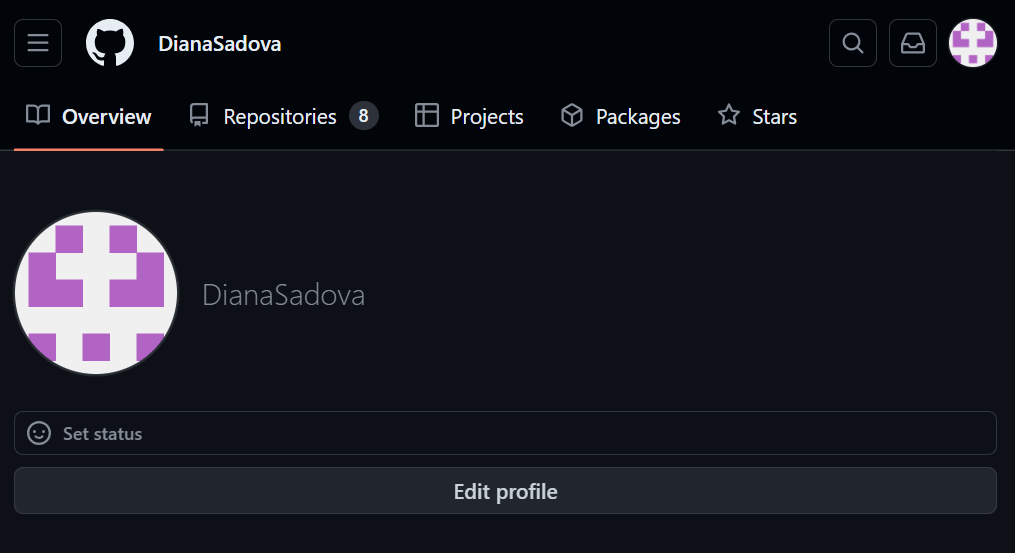 DianaSadova
Overview Repositories 8 Projects Packages Stars
DianaSadova
Set status
Edit profile